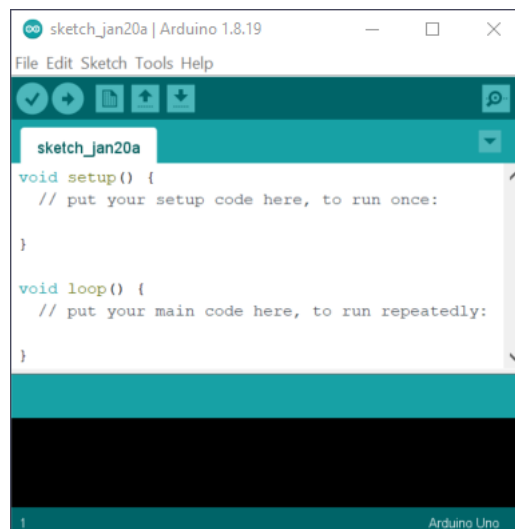 sketch_jan20a | Arduino 1.8.19
File Edit Sketch Tools Help
sketch_jan20a
void setup() {
  // put your setup code here, to run once:
}
void loop() {
  // put your main code here, to run repeatedly:
}
1
Arduino Uno